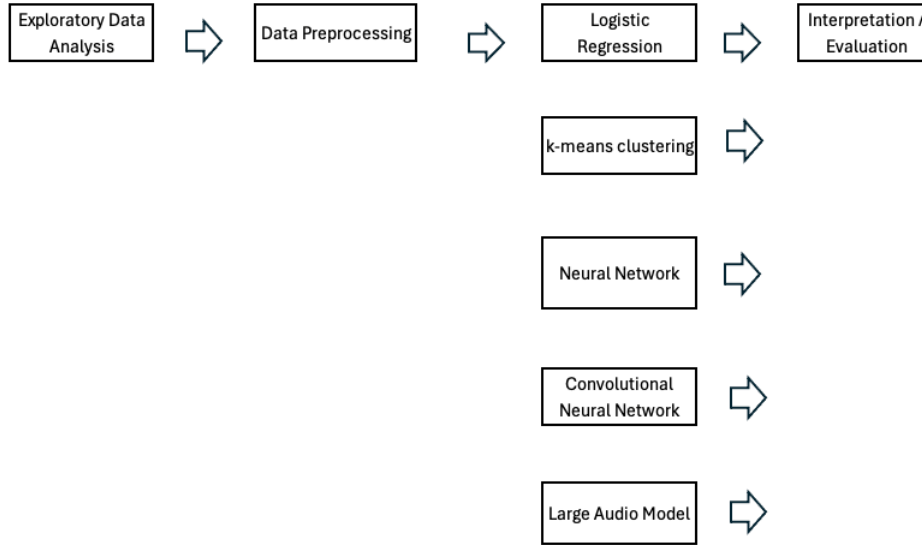 Exploratory Data
Analysis
Data Preprocessing
Logistic
Regression
Interpretation /
Evaluation
k-means clustering
Neural Network
Convolutional
Neural Network
Large Audio Model